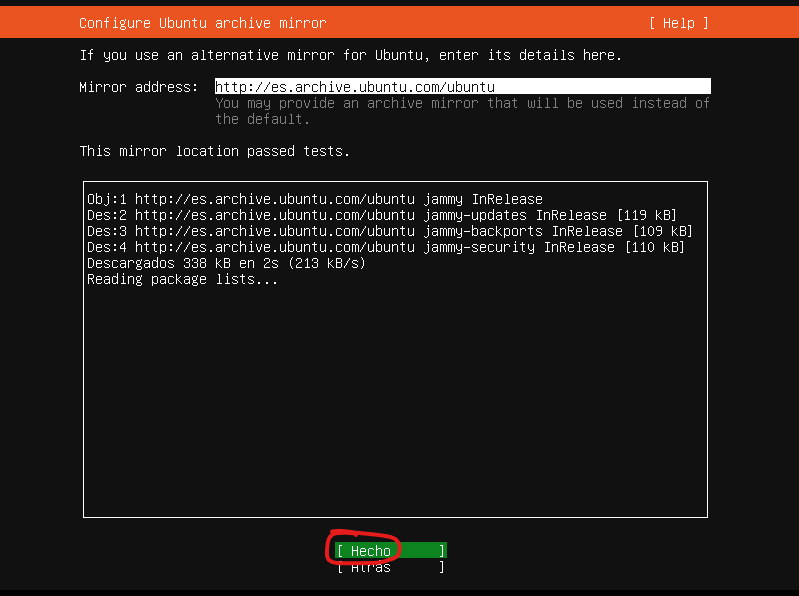 Configure Ubuntu archive mirror [ Help ]
If you use an alternative mirror for Ubuntu, enter its details here.
Mirror address: http://es.archive.ubuntu.com/ubuntu
You may provide an archive mirror that will be used instead of
the default.
This mirror location passed tests.
Obj:1 http://es.archive.ubuntu.com/ubuntu jammy InRelease
Des:2 http://es.archive.ubuntu.com/ubuntu jammy-updates InRelease [119 kB]
Des:3 http://es.archive.ubuntu.com/ubuntu jammy-backports InRelease [109 kB]
Des:4 http://es.archive.ubuntu.com/ubuntu jammy-security InRelease [110 kB]
Descargados 338 kB en 2s (213 kB/s)
Reading package lists...
[ Hecho ]
[ Atrás ]